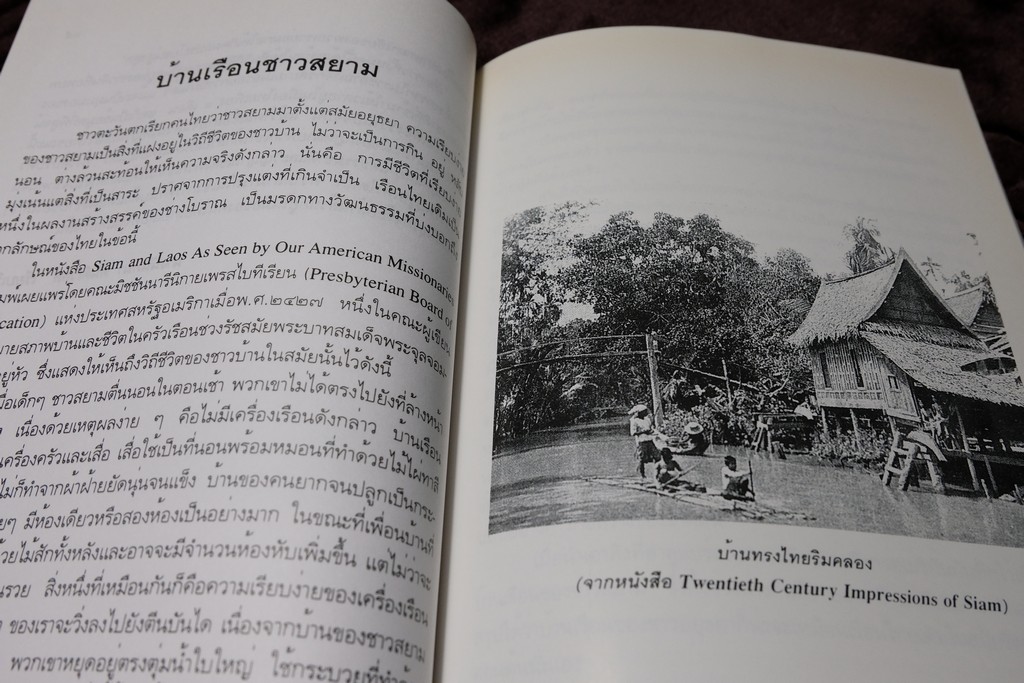 บ้านเรือนชาวสยาม
ชาวตะวันตกเรียกคนไทยว่าชาวสยามมาตั้งแต่สมัยอยุธยา ความเรียบง่าย
ของชาวสยามเป็นสิ่งที่แฝงอยู่ในวิถีชีวิตของชาวบ้าน ไม่ว่าจะเป็นการกิน อยู่
นอน ต่างล้วนสะท้อนให้เห็นความจริงดังกล่าว นั่นคือ การมีชีวิตที่เรียบง่าย
มุ่งเน้นแต่สิ่งที่เป็นสาระ ปราศจากการปรุงแต่งที่เกินจำเป็น เรือนไทยเดิมเป็น
หนึ่งในผลงานสร้างสรรค์ของช่างโบราณ เป็นมรดกทางวัฒนธรรมที่บ่งบอกถึง
กลักษณ์ของไทยในข้อนี้
ในหนังสือ Siam and Laos As Seen by Our American Missionaries
มพ์เผยแพร่โดยคณะมิชชันนารีนิกายเพรสไบทีเรียน (Presbyterian Board of
cation) แห่งประเทศสหรัฐอเมริกาเมื่อพ.ศ.๒๔๒๗ หนึ่งในคณะผู้เขียน
ยายสภาพบ้านและชีวิตในครัวเรือนช่วงรัชสมัยพระบาทสมเด็จพระจุลจอม-
อยู่หัว ซึ่งแสดงให้เห็นถึงวิถีชีวิตของชาวบ้านในสมัยนั้นไว้ดังนี้
มื่อเด็กๆ ชาวสยามตื่นนอนในตอนเช้า พวกเขาไม่ได้ตรงไปยังที่ล้างหน้า
เนื่องด้วยเหตุผลง่าย ๆ คือไม่มีเครื่องเรือนดังกล่าว บ้านเรือน
เครื่องครัวและเสื่อ เสื่อใช้เป็นที่นอนพร้อมหมอนที่ทำด้วยไม้ไผ่ทาสี
ไม่ก็ทำจากผ้าฝ้ายยัดนุ่นจนแข็ง บ้านของคนยากจนปลูกเป็นกระ-
ยๆ มีห้องเดียวหรือสองห้องเป็นอย่างมาก ในขณะที่เพื่อนบ้านที่
ด้วยไม้สักทั้งหลังและอาจจะมีจำนวนห้องหับเพิ่มขึ้น แต่ไม่ว่าจะ
นรวย สิ่งหนึ่งที่เหมือนกันก็คือความเรียบง่ายของเครื่องเรือน
ของเราจะวิ่งลงไปยังตีนบันได เนื่องจากบ้านของชาวสยาม
พวกเขาหยุดอยู่ตรงตุ่มน้ำใบใหญ่ ใช้กระบวยที่ทำด้ว
บ้านทรงไทยริมคลอง
(จากหนังสือ Twentieth Century Impressions of Siam)